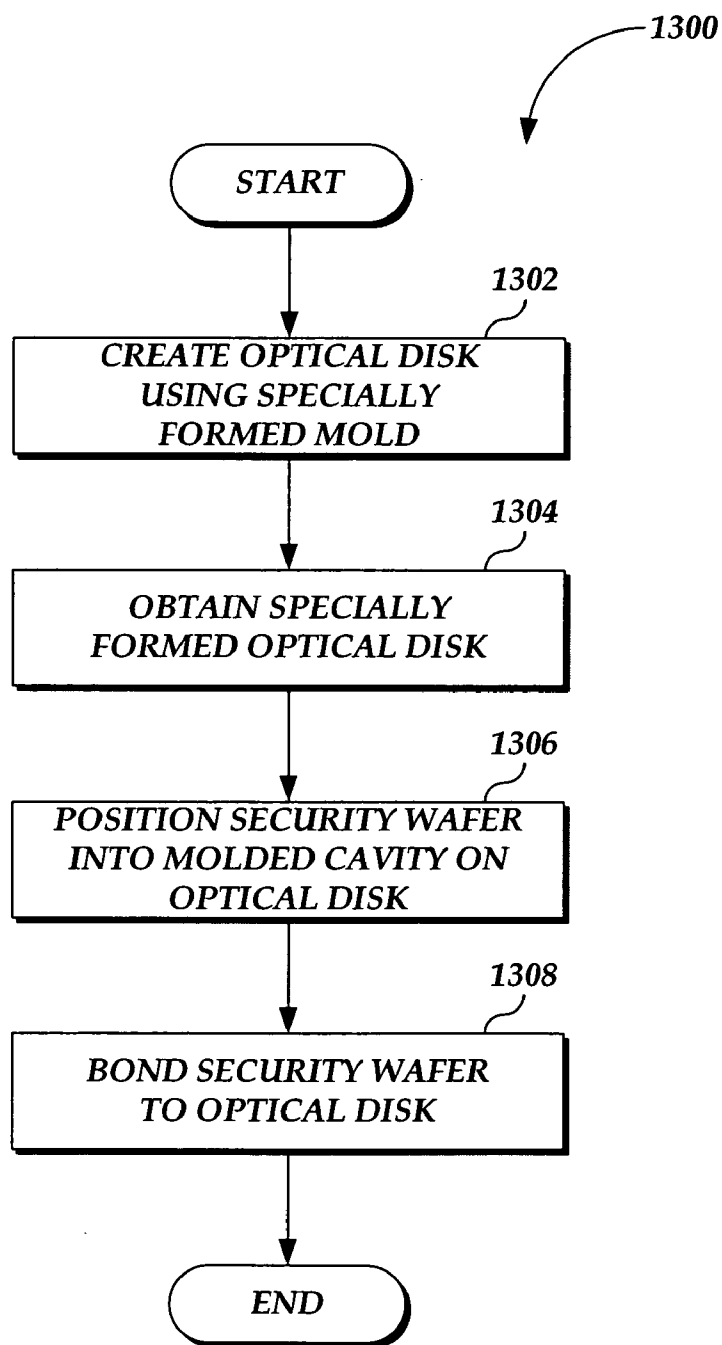 1300
START
1302
CREATE OPTICAL DISK
USING SPECIALLY
FORMED MOLD
1304
OBTAIN SPECIALLY
FORMED OPTICAL DISK
1306
POSITION SECURITY WAFER
INTO MOLDED CAVITY ON
OPTICAL DISK
1308
BOND SECURITY WAFER
TO OPTICAL DISK
END